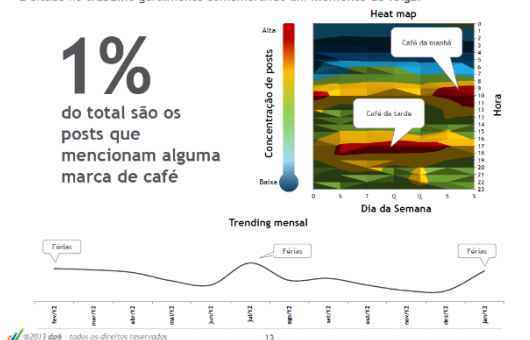 Heat map
1%
do total são os
posts que
mencionam alguma
marca de café
Alta
Concentração de posts
Baixa
Café da manhã
Café da tarde
0
1
2
3
4
5
6
7
8
9
10
11
12
13
14
15
16
17
18
19
20
21
22
23
Hora
D S T Q Q S S
Dia da Semana
Trending mensal
Férias
Férias
Férias
fev/12 mar/12 abr/12 mai/12 jun/12 jul/12 ago/12 set/12 out/12 nov/12 dez/12 jan/13
©2013 dp6 - todos os direitos reservados
13